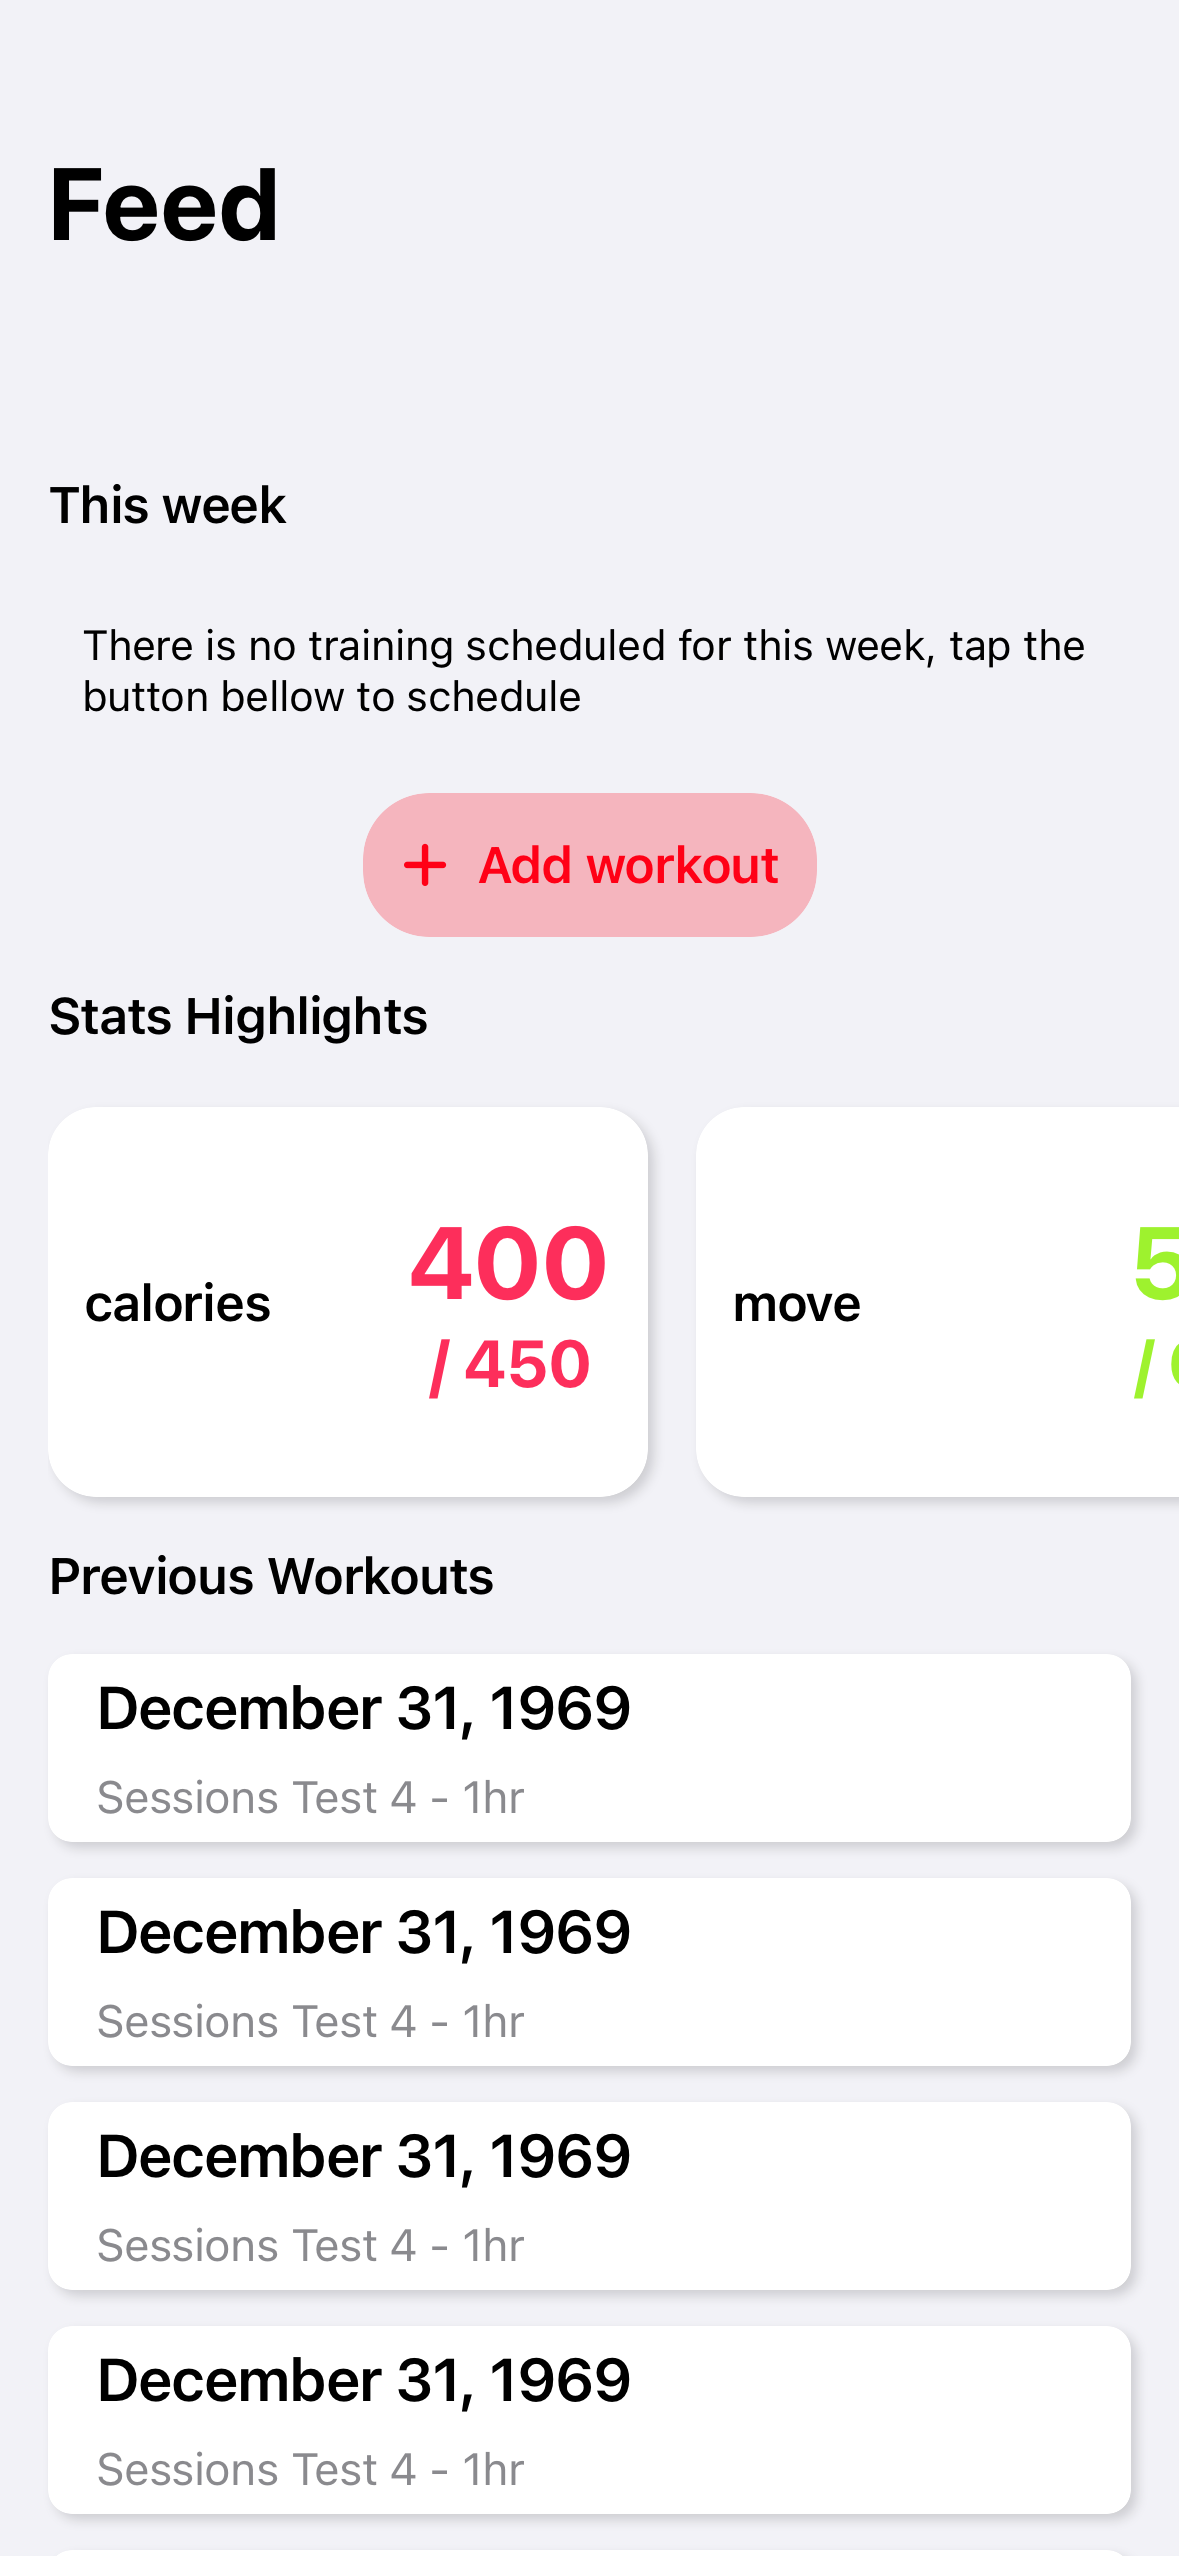 Feed
This week
There is no training scheduled for this week, tap the
button bellow to schedule
+ Add workout
Stats Highlights
calories
400
/ 450
move
5
/
Previous Workouts
December 31, 1969
Sessions Test 4 - 1hr
December 31, 1969
Sessions Test 4 - 1hr
December 31, 1969
Sessions Test 4 - 1hr
December 31, 1969
Sessions Test 4 - 1hr